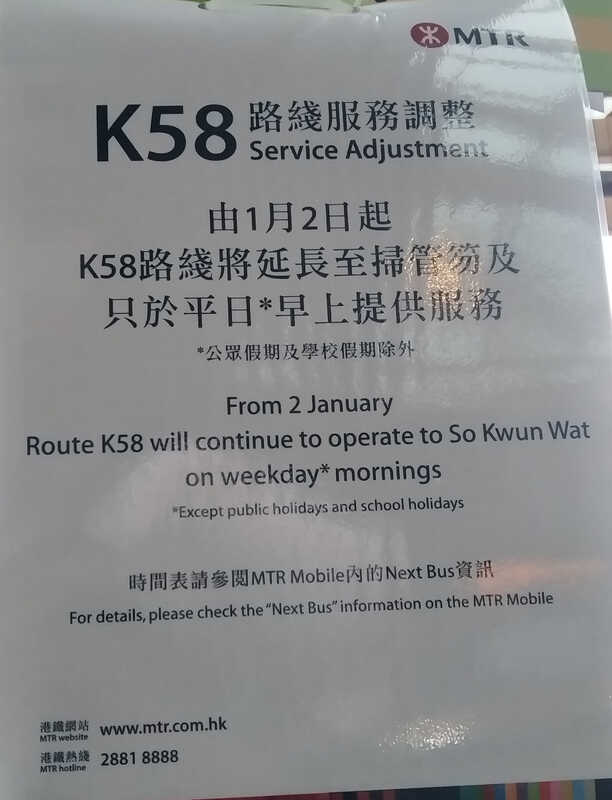 MTR
K58 路綫服務調整
Service Adjustment
由1月2日起
K58路綫將延長至掃管笏及
只於平日*早上提供服務
*公眾假期及學校假期除外
From 2 January
Route K58 will continue to operate to So Kwun Wat
on weekday* mornings
*Except public holidays and school holidays
時間表請參閱MTR Mobile內的Next Bus資訊
For details, please check the "Next Bus" information on the MTR Mobile
港鐵網站 www.mtr.com.hk
MTR website
港鐵熱綫 2881 8888
MTR hotline